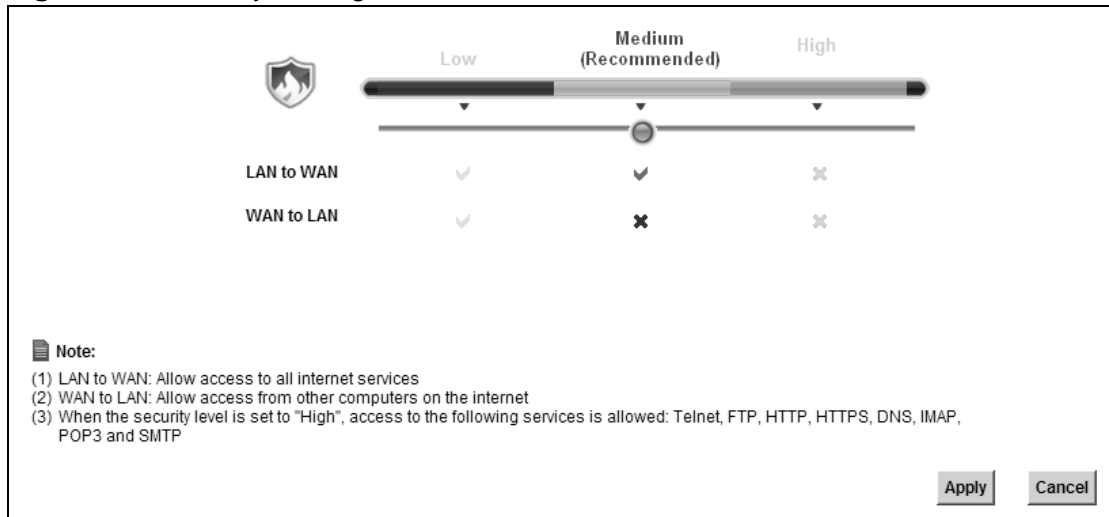 Low
Medium
(Recommended)
High
LAN to WAN
WAN to LAN
Note:
(1) LAN to WAN: Allow access to all internet services
(2) WAN to LAN: Allow access from other computers on the internet
(3) When the security level is set to "High", access to the following services is allowed: Telnet, FTP, HTTP, HTTPS, DNS, IMAP,
POP3 and SMTP
Apply
Cancel